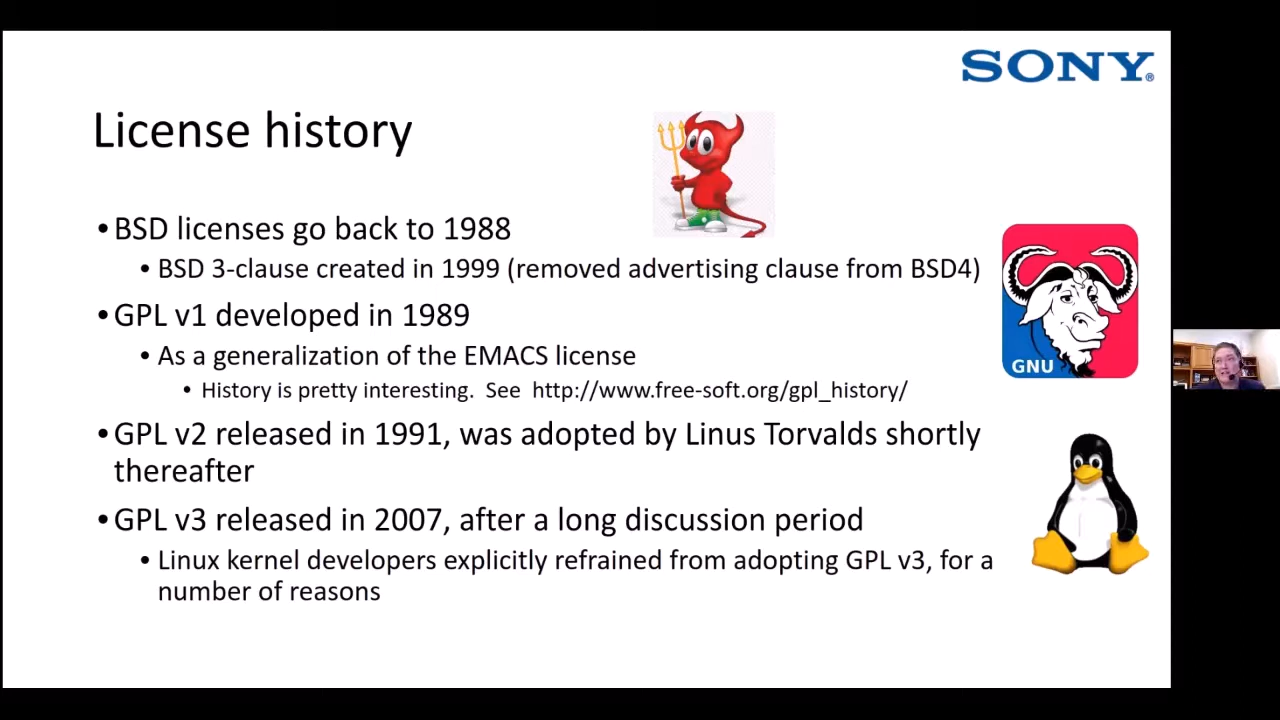 SONY®
License history
•BSD licenses go back to 1988
• BSD 3-clause created in 1999 (removed advertising clause from BSD4)
•GPL v1 developed in 1989
• As a generalization of the EMACS license
• History is pretty interesting. See http://www.free-soft.org/gpl_history/
GNU
•GPL v2 released in 1991, was adopted by Linus Torvalds shortly
thereafter
•GPL v3 released in 2007, after a long discussion period
• Linux kernel developers explicitly refrained from adopting GPL v3, for a
number of reasons